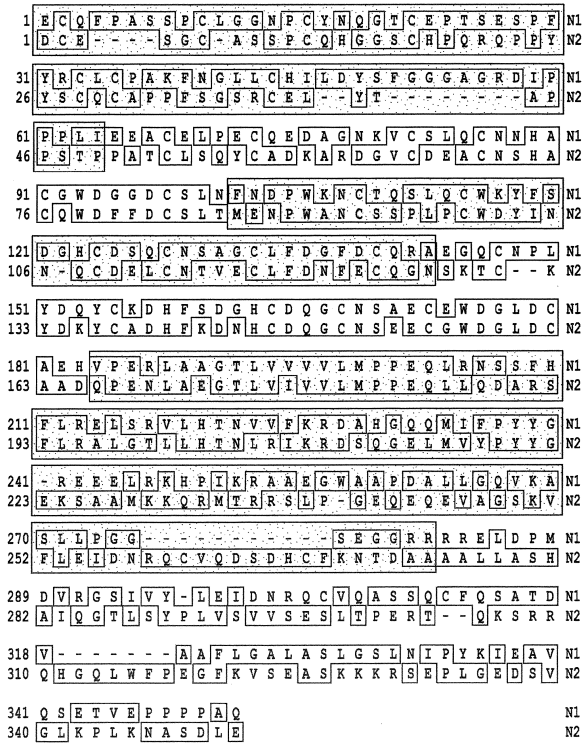 1 E C Q F P A S S P C L G G N P C Y N Q G T C E P T S E S P F N1
1 D C E - - - - S G C - A S S P C Q H G G S C H P Q R Q P P Y N2
31 Y R C L C P A K F N G L L C H I L D Y S F G G G A G R D I P N1
26 Y S C Q C A P P F S G S R C E L - - Y T - - - - - - - - A P N2
61 P P L I E E A C E L P E C Q E D A G N K V C S L Q C N N H A N1
46 P S T P P A T C L S Q Y C A D K A R D G V C D E A C N S H A N2
91 C G W D G G D C S L N F N D P W K N C T Q S L Q C W K Y F S N1
76 C Q W D F F D C S L T M E N P W A N C S S P L P C W D Y I N N2
121 D G H C D S Q C N S A G C L F D G F D C Q R A E G Q C N P L N1
106 N - Q C D E L C N T V E C L F D N F E C Q G N S K T C - - K N2
151 Y D Q Y C K D H F S D G H C D Q G C N S A E C E W D G L D C N1
133 Y D K Y C A D H F K D N H C D Q G C N S E E C G W D G L D C N2
181 A E H V P E R L A A G T L V V V V L M P P E Q L R N S S F H N1
163 A A D Q P E N L A E G T L V I V V L M P P E Q L L Q D A R S N2
211 F L R E L S R V L H T N V V F K R D A H G Q Q M I F P Y Y G N1
193 F L R A L G T L L H T N L R I K R D S Q G E L M V Y P Y Y G N2
241 - R E E E L R K H P I K R A A E G W A A P D A L L G Q V K A N1
223 E K S A A M K K Q R M T R R S L P - G E Q E Q E V A G S K V N2
270 S L L P G G - - - - - - - - - - - S E G G R R R R E L D P M N1
252 F L E I D N R Q C V Q D S D H C F K N T D A A A A L L A S H N2
289 D V R G S I V Y - L E I D N R Q C V Q A S S Q C F Q S A T D N1
282 A I Q G T L S Y P L V S V V S E S L T P E R T - - Q K S R R N2
318 V - - - - - - - A A F L G A L A S L G S L N I P Y K I E A V N1
310 Q H G Q L W F P E G F K V S E A S K K K R S E P L G E D S V N2
341 Q S E T V E P P P P A Q N1
340 G L K P L K N A S D L E N2